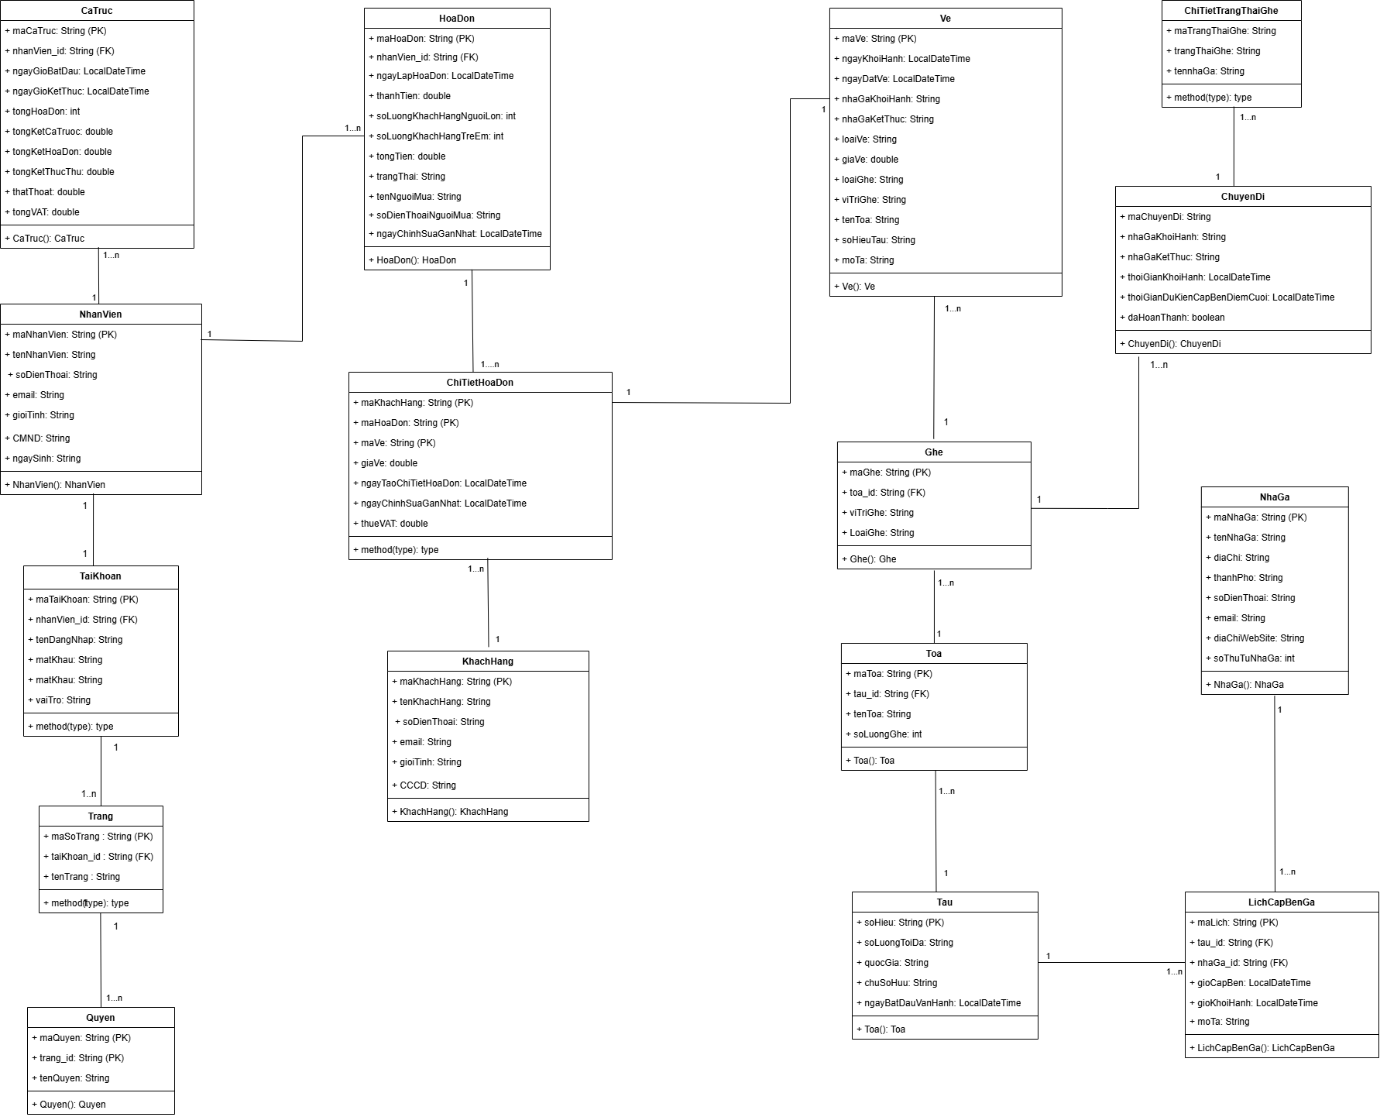 CaTruc
+ maCaTruc: String (PK)
+ nhanVien_id: String (FK)
+ ngayGioBatDau: LocalDateTime
+ ngayGioKetThuc: LocalDateTime
+ tongHoaDon: int
+ tongKetCaTruoc: double
+ tongKetHoaDon: double
+ tongKetThucThu: double
+ thatThoat: double
+ tongVAT: double
+ CaTruc(): CaTruc
1...n
1
NhanVien
+ maNhanVien: String (PK)
+ tenNhanVien: String
+ soDienThoai: String
+ email: String
+ gioiTinh: String
+ CMND: String
+ ngaySinh: String
+ NhanVien(): NhanVien
1
1...n
1
1
TaiKhoan
+ maTaiKhoan: String (PK)
+ nhanVien_id: String (FK)
+ tenDangNhap: String
+ matKhau: String
+ matKhau: String
+ vaiTro: String
+ method(type): type
1
1...n
Trang
+ maSoTrang : String (PK)
+ taiKhoan_id : String (FK)
+ tenTrang : String
+ method(type): type
1
1...n
Quyen
+ maQuyen: String (PK)
+ trang_id: String (PK)
+ tenQuyen: String
+ Quyen(): Quyen
HoaDon
+ maHoaDon: String (PK)
+ nhanVien_id: String (FK)
+ ngayLapHoaDon: LocalDateTime
+ thanhTien: double
+ soLuongKhachHangNguoiLon: int
+ soLuongKhachHangTreEm: int
+ tongTien: double
+ trangThai: String
+ tenNguoiMua: String
+ soDienThoaiNguoiMua: String
+ ngayChinhSuaGanNhat: LocalDateTime
+ HoaDon(): HoaDon
1
1....n
ChiTietHoaDon
+ maKhachHang: String (PK)
+ maHoaDon: String (PK)
+ maVe: String (PK)
+ giaVe: double
+ ngayTaoChiTietHoaDon: LocalDateTime
+ ngayChinhSuaGanNhat: LocalDateTime
+ thueVAT: double
+ method(type): type
1
1
1...n
1
KhachHang
+ maKhachHang: String (PK)
+ tenKhachHang: String
+ soDienThoai: String
+ email: String
+ gioiTinh: String
+ CCCD: String
+ KhachHang(): KhachHang
Ve
+ maVe: String (PK)
+ ngayKhoiHanh: LocalDateTime
+ ngayDatVe: LocalDateTime
+ nhaGaKhoiHanh: String
+ nhaGaKetThuc: String
+ loaiVe: String
+ giaVe: double
+ loaiGhe: String
+ viTriGhe: String
+ tenToa: String
+ soHieuTau: String
+ moTa: String
+ Ve(): Ve
1...n
1
Ghe
+ maGhe: String (PK)
+ toa_id: String (FK)
+ viTriGhe: String
+ LoaiGhe: String
+ Ghe(): Ghe
1
1...n
1
Toa
+ maToa: String (PK)
+ tau_id: String (FK)
+ tenToa: String
+ soLuongGhe: int
+ Toa(): Toa
1...n
1
Tau
+ soHieu: String (PK)
+ soLuongToiDa: String
+ quocGia: String
+ chuSoHuu: String
+ ngayBatDauVanHanh: LocalDateTime
+ Toa(): Toa
1
1...n
ChiTietTrangThaiGhe
+ maTrangThaiGhe: String
+ trangThaiGhe: String
+ tennhaGa: String
+ method(type): type
1...n
1
ChuyenDi
+ maChuyenDi: String
+ nhaGaKhoiHanh: String
+ nhaGaKetThuc: String
+ thoiGianKhoiHanh: LocalDateTime
+ thoiGianDuKienCapBenDiemCuoi: LocalDateTime
+ daHoanThanh: boolean
+ ChuyenDi(): ChuyenDi
1...n
NhaGa
+ maNhaGa: String (PK)
+ tenNhaGa: String
+ diaChi: String
+ thanhPho: String
+ soDienThoai: String
+ email: String
+ diaChiWebSite: String
+ soThuTuNhaGa: int
+ NhaGa(): NhaGa
1
1...n
LichCapBenGa
+ maLich: String (PK)
+ tau_id: String (FK)
+ nhaGa_id: String (FK)
+ gioCapBen: LocalDateTime
+ gioKhoiHanh: LocalDateTime
+ moTa: String
+ LichCapBenGa(): LichCapBenGa